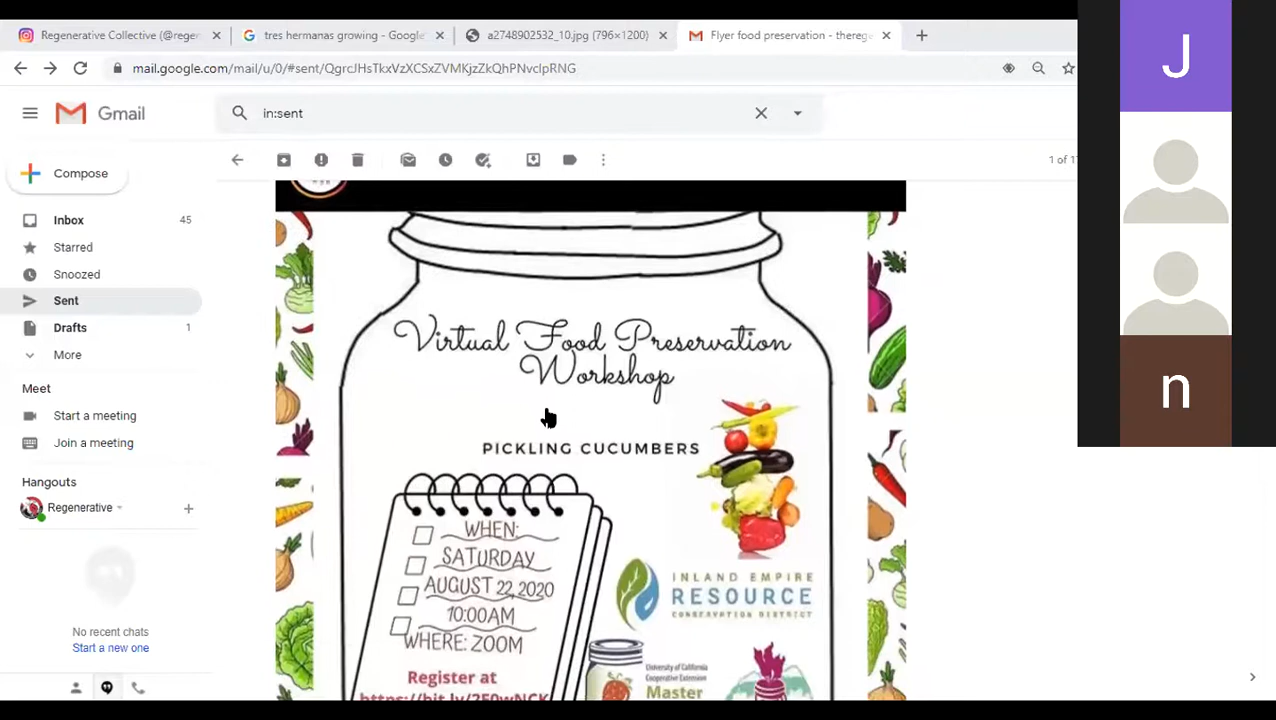 Regenerative Collective (@reger
tres hermanas growing - Google
a2748902532_10.jpg (796×1200)
Flyer food preservation - thereg
mail.google.com/mail/u/0/#sent/QgrcJHsTkxVzXCSxZVMKjzZkQhPNvclpRNG
Gmail
in:sent
Compose
1 of 1
Inbox 45
Starred
Snoozed
Sent
Drafts 1
More
Meet
Start a meeting
Join a meeting
Hangouts
Regenerative
No recent chats
Start a new one
Virtual Food Preservation
Workshop
PICKLING CUCUMBERS
WHEN:
SATURDAY
AUGUST 22,2020
10:00AM
WHERE: ZOOM
Register at
INLAND EMPIRE
RESOURCE
CONSERVATION DISTRICT
University of California
Cooperative Extension
Master
J
n